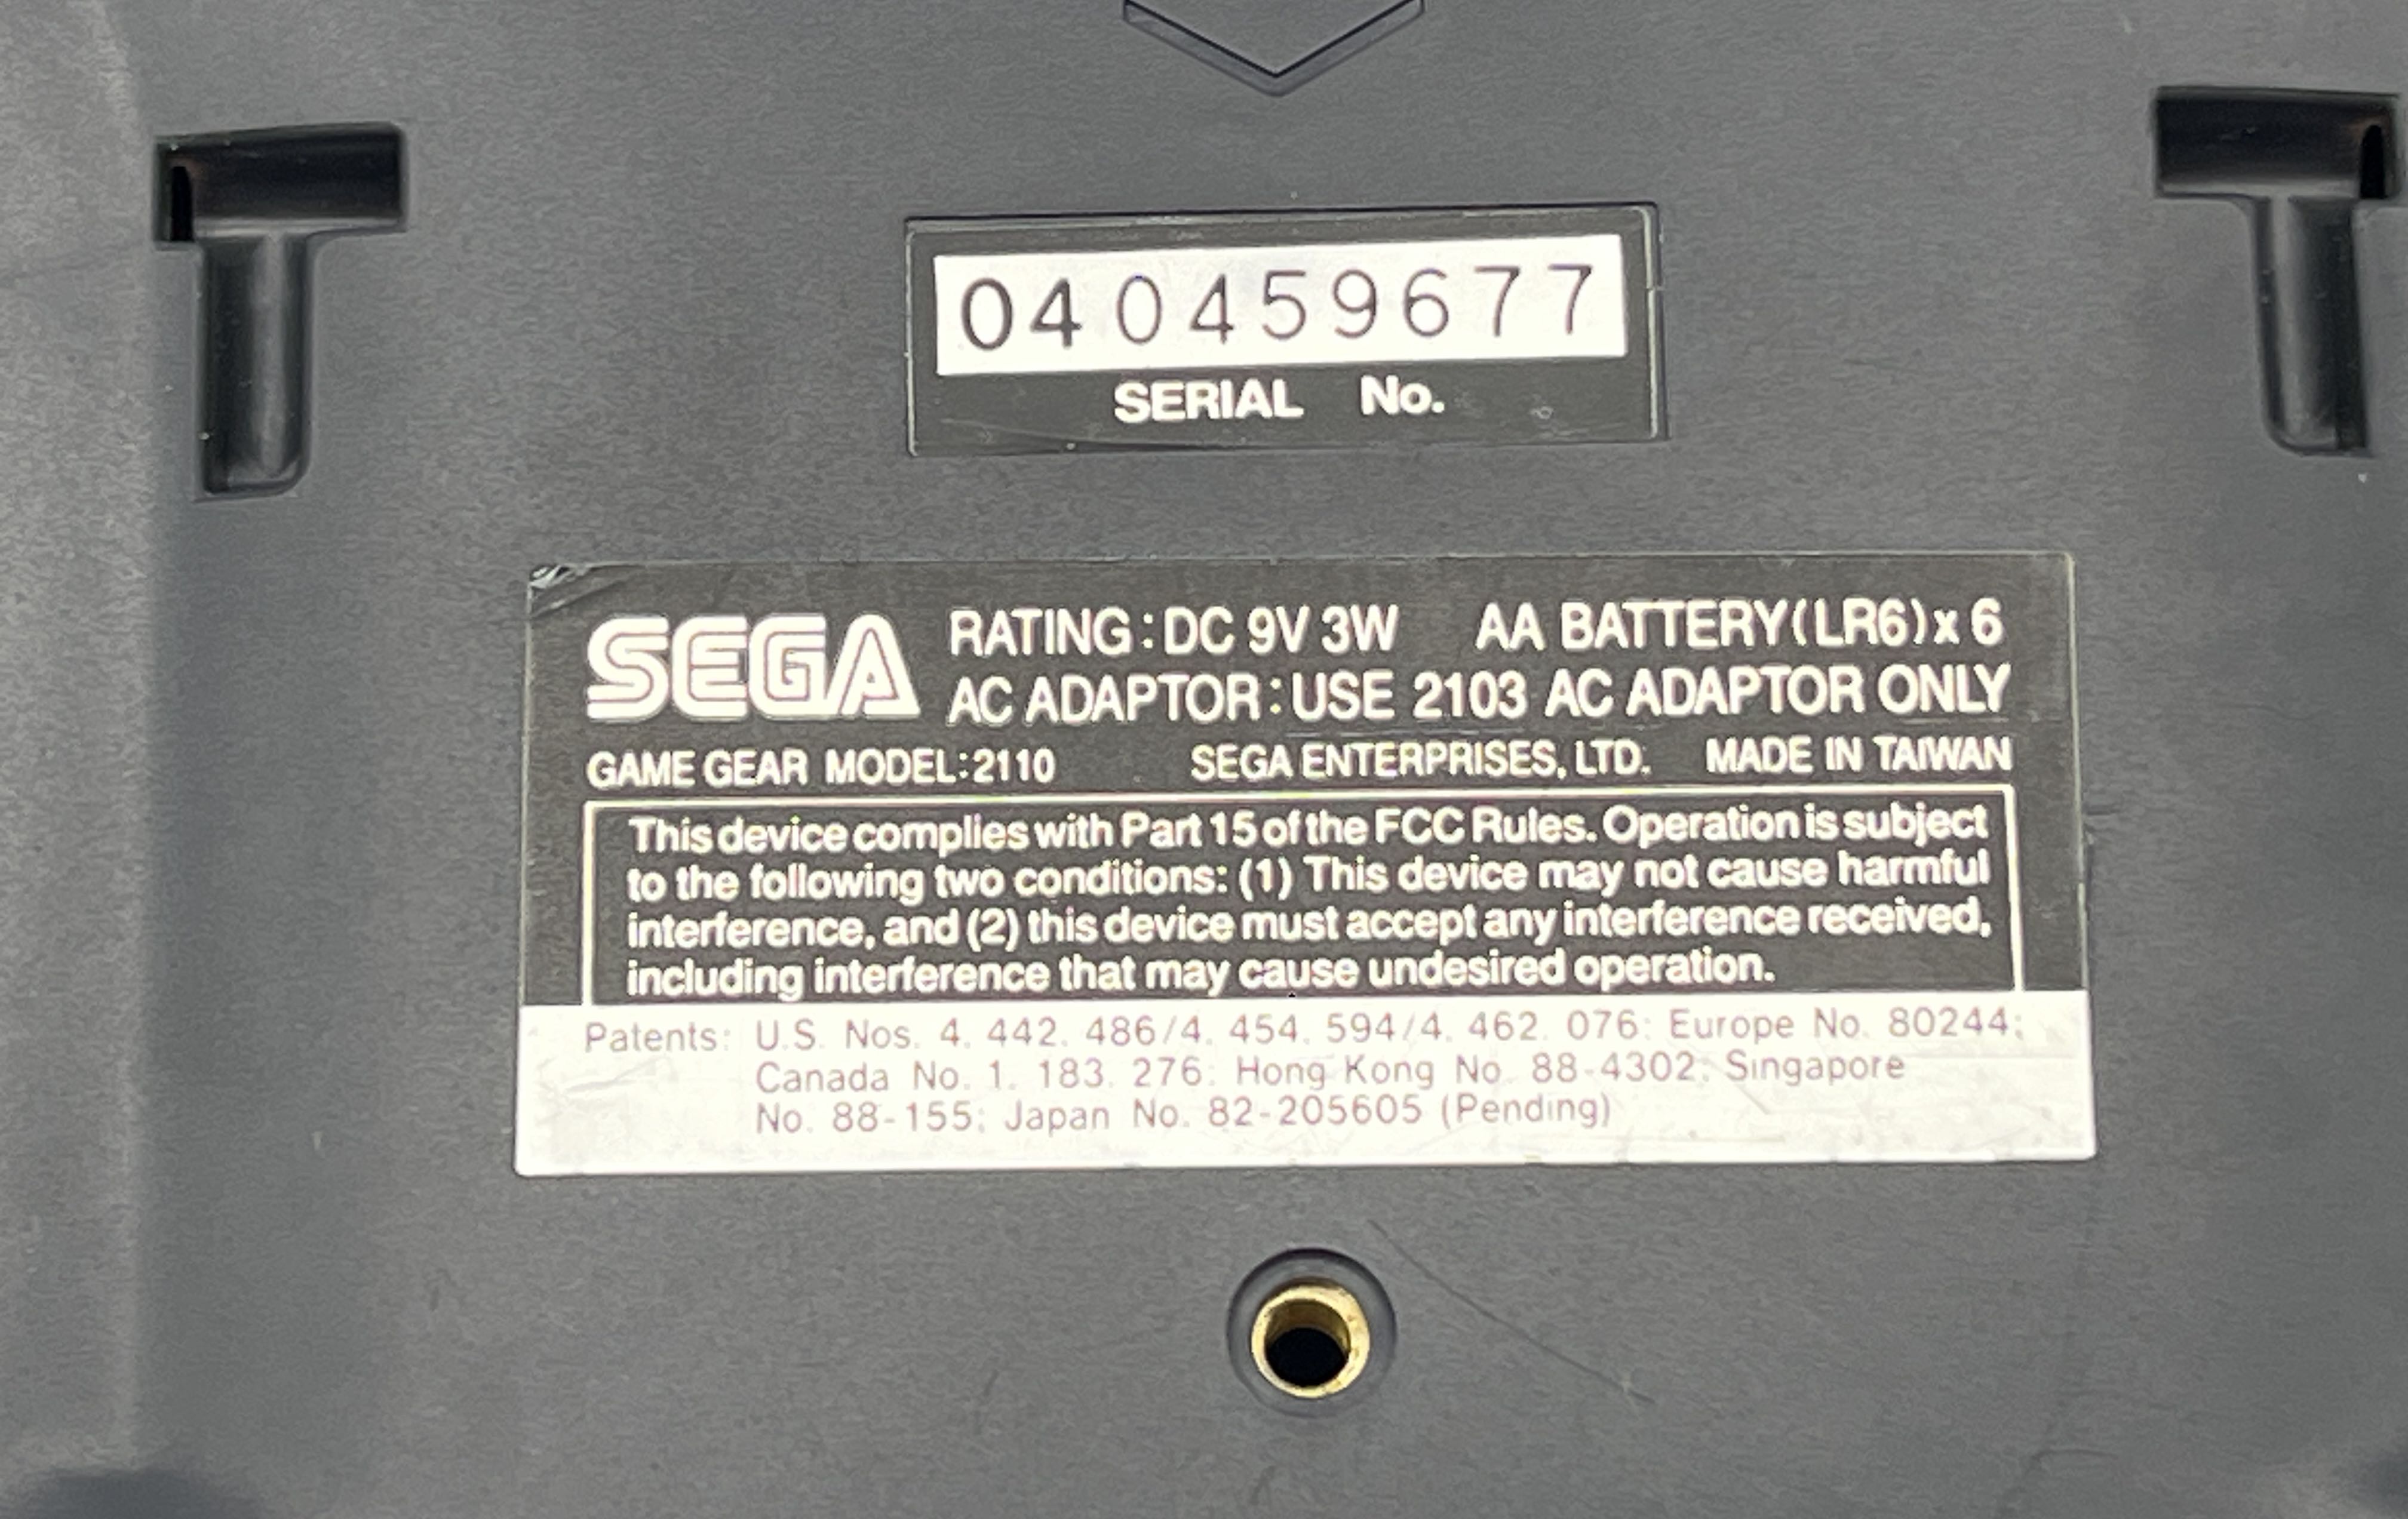 040459677
SERIAL No.
SEGA
RATING:DC 9V 3W AA BATTERY(LR6)x 6
AC ADAPTOR:USE 2103 AC ADAPTOR ONLY
GAME GEAR MODEL:2110 SEGA ENTERPRISES, LTD. MADE IN TAIWAN
This device complies with Part 15 of the FCC Rules. Operation is subject
to the following two conditions: (1) This device may not cause harmful
interference, and (2) this device must accept any interference received,
including interference that may cause undesired operation.
Patents: U.S. Nos. 4, 442, 486/4, 454, 594/4, 462, 076; Europe No. 80244;
Canada No. 1, 183, 276; Hong Kong No. 88-4302; Singapore
No. 88-155; Japan No. 82-205605 (Pending)